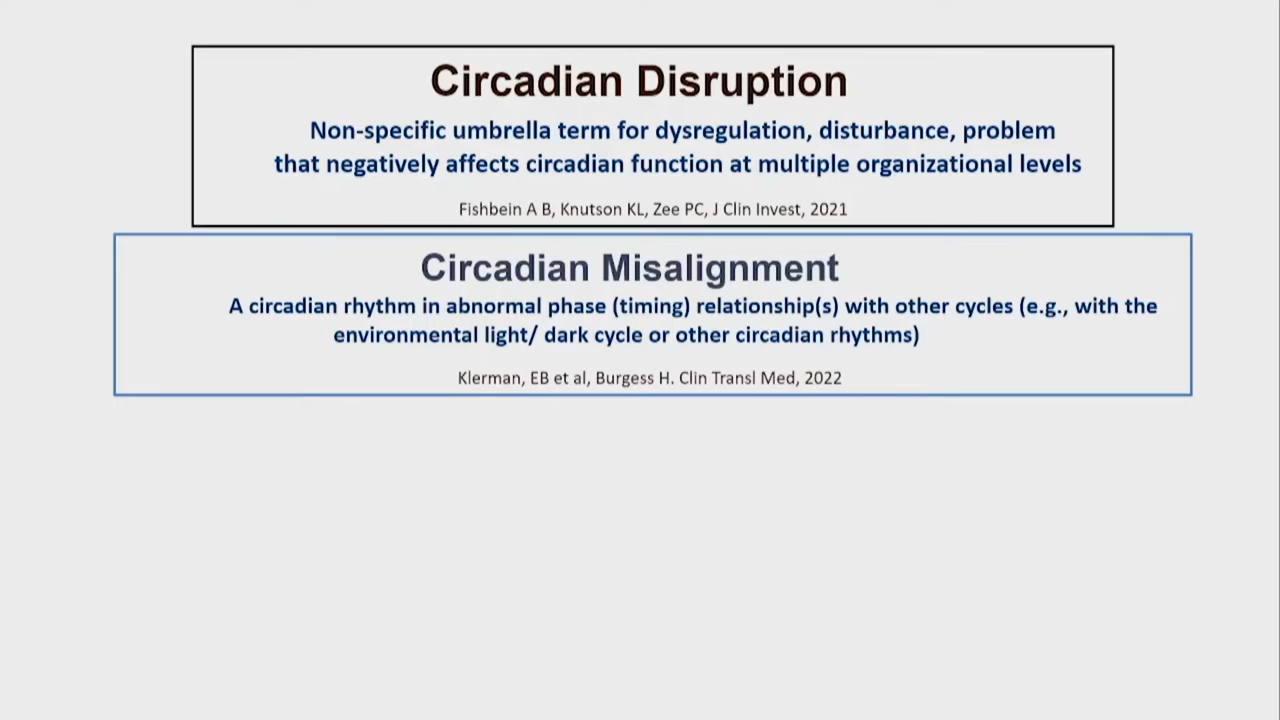 Circadian Disruption
Non-specific umbrella term for dysregulation, disturbance, problem
that negatively affects circadian function at multiple organizational levels
Fishbein A B, Knutson KL, Zee PC, J Clin Invest, 2021
Circadian Misalignment
A circadian rhythm in abnormal phase (timing) relationship(s) with other cycles (e.g., with the
environmental light/ dark cycle or other circadian rhythms)
Klerman, EB et al, Burgess H. Clin Transl Med, 2022